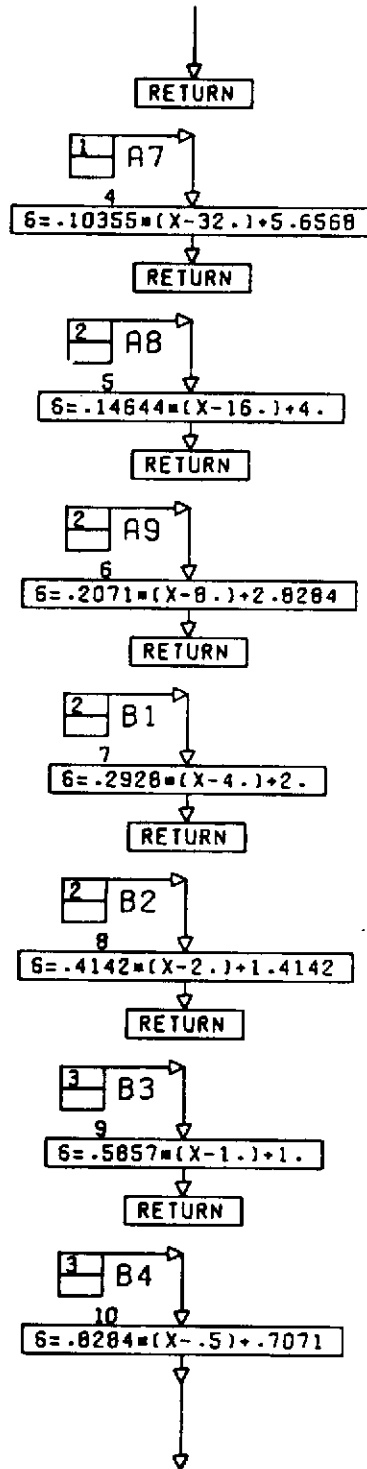 RETURN
1
A7
4
G=.10355*(X-32.)+5.6568
RETURN
2
A8
5
G=.14644*(X-16.)+4.
RETURN
2
A9
6
G=.2071*(X-8.)+2.8284
RETURN
2
B1
7
G=.2928*(X-4.)+2.
RETURN
2
B2
8
G=.4142*(X-2.)+1.4142
RETURN
3
B3
9
G=.5857*(X-1.)+1.
RETURN
3
B4
10
G=.8284*(X-.5)+.7071